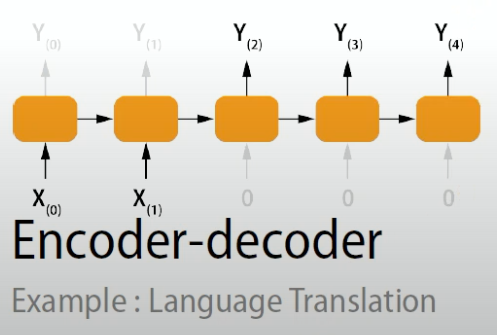 Y(0) Y(1) Y(2) Y(3) Y(4)
X(0) X(1) 0 0 0
Encoder-decoder
Example : Language Translation